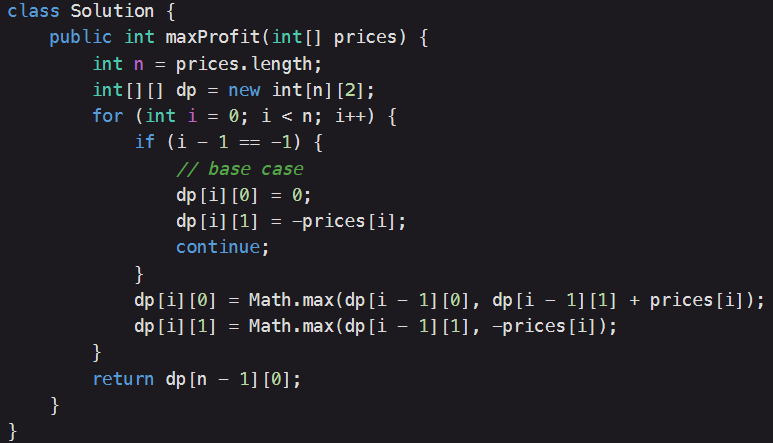 class Solution {
    public int maxProfit(int[] prices) {
        int n = prices.length;
        int[][] dp = new int[n][2];
        for (int i = 0; i < n; i++) {
            if (i - 1 == -1) {
                // base case
                dp[i][0] = 0;
                dp[i][1] = -prices[i];
                continue;
            }
            dp[i][0] = Math.max(dp[i - 1][0], dp[i - 1][1] + prices[i]);
            dp[i][1] = Math.max(dp[i - 1][1], -prices[i]);
        }
        return dp[n - 1][0];
    }
}